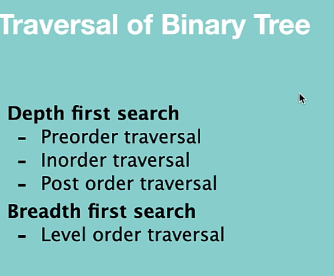 Traversal of Binary Tree
Depth first search
- Preorder traversal
- Inorder traversal
- Post order traversal
Breadth first search
- Level order traversal